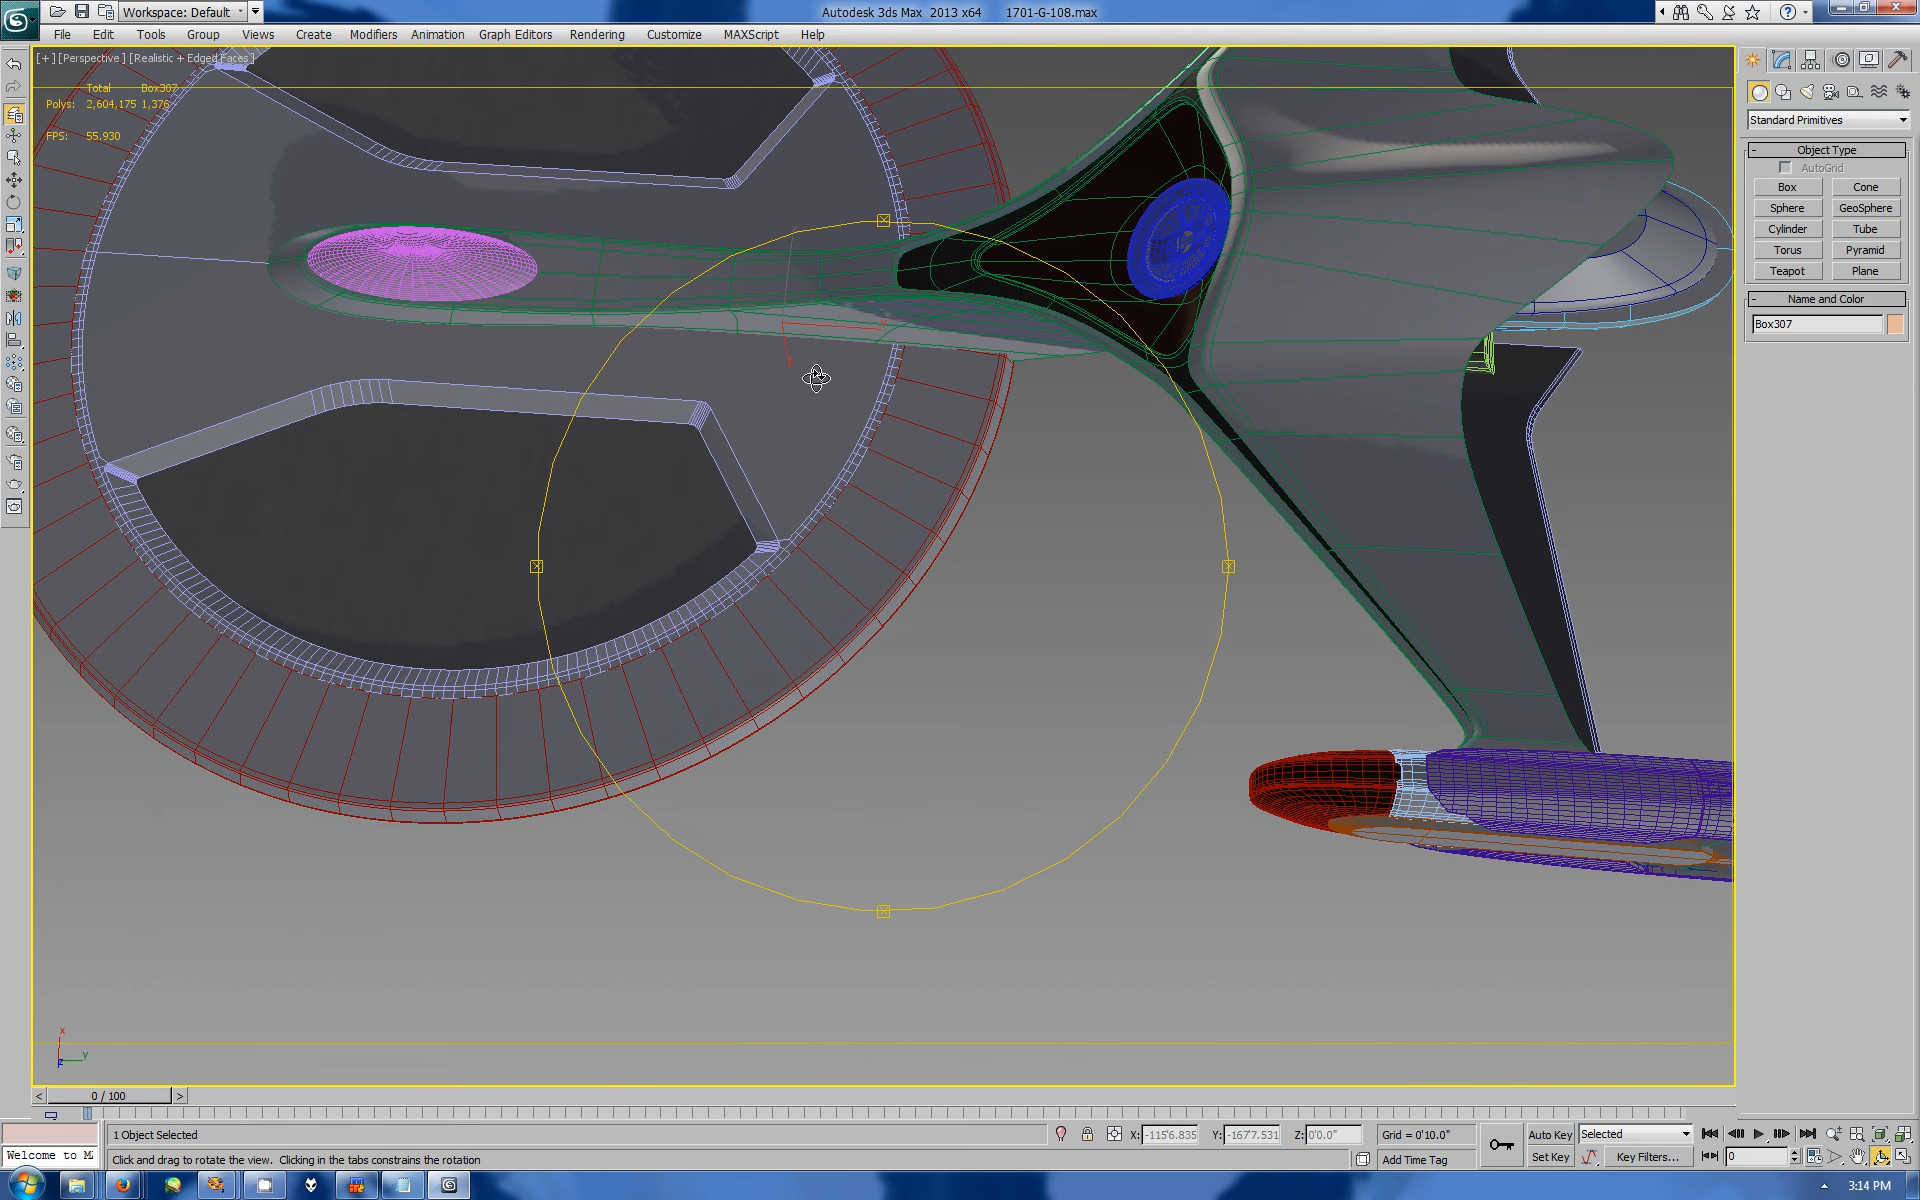 Workspace: Default
Autodesk 3ds Max 2013 x64 1701-G-108.max
File Edit Tools Group Views Create Modifiers Animation Graph Editors Rendering Customize MAXScript Help
[+] [Perspective ] [Realistic + Edged Faces ]
Total Box307
Polys: 2,604,175 1,376
FPS: 55.930
Standard Primitives
- Object Type
AutoGrid
Box Cone
Sphere GeoSphere
Cylinder Tube
Torus Pyramid
Teapot Plane
- Name and Color
Box307
x
y
z
< 0 / 100 >
1 Object Selected
X: -115'6.835 Y: -167'7.531 Z: 0'0.0" Grid = 0'10.0"
Auto Key Selected
Welcome to M
Click and drag to rotate the view. Clicking in the tabs constrains the rotation
Add Time Tag
Set Key Key Filters... 0
3:14 PM